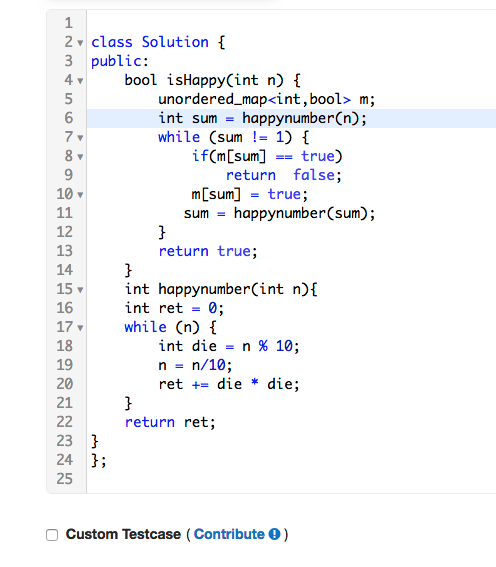 1
2 class Solution {
3 public:
4     bool isHappy(int n) {
5         unordered_map<int,bool> m;
6         int sum = happynumber(n);
7         while (sum != 1) {
8             if(m[sum] == true)
9                 return  false;
10             m[sum] = true;
11            sum = happynumber(sum);
12         }
13         return true;
14     }
15     int happynumber(int n){
16     int ret = 0;
17     while (n) {
18         int die = n % 10;
19         n = n/10;
20         ret += die * die;
21     }
22     return ret;
23 }
24 };
25
Custom Testcase ( Contribute ! )